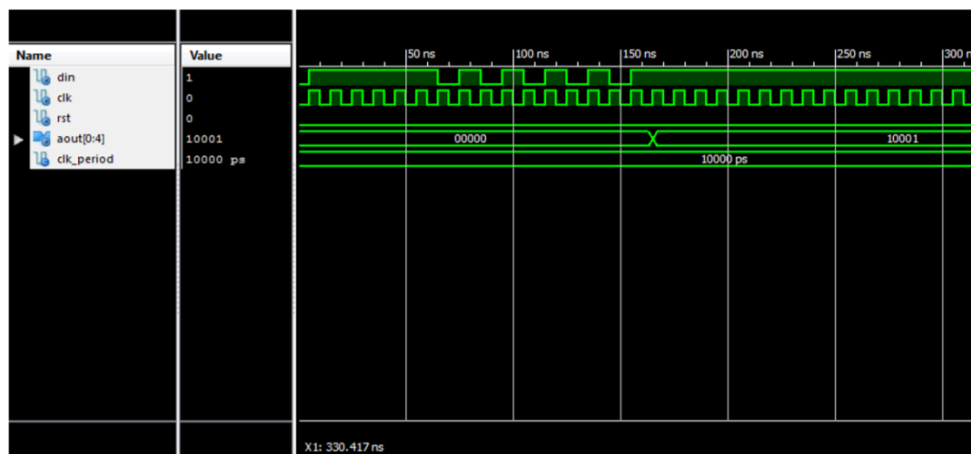 Name
Value
50 ns
100 ns
150 ns
200 ns
250 ns
300 n
din
1
clk
0
rst
0
aout[0:4]
10001
00000
10001
clk_period
10000 ps
10000 ps
X1: 330.417 ns